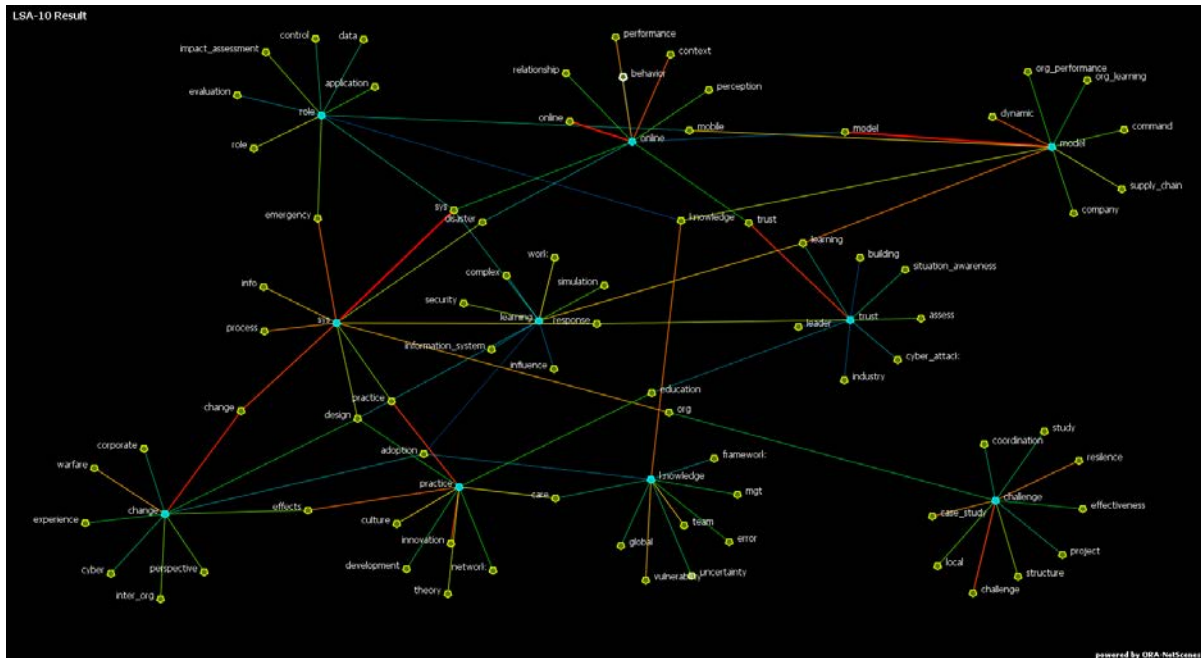 LSA-10 Result
control
data
performance
impact_assessment
context
relationship
behavior
org_performance
org_learning
evaluation
application
perception
role
online
dynamic
mobile
model
command
role
online
model
supply_chain
emergency
sys
disaster
knowledge
trust
company
learning
work
building
complex
simulation
situation_awareness
info
security
process
sys
learning
response
leader
trust
assess
information_system
cyber_attack
influence
industry
practice
education
change
design
org
corporate
adoption
study
coordination
warfare
framework
resilence
practice
knowledge
mgt
challenge
change
effects
case
case_study
effectiveness
experience
culture
team
innovation
global
error
project
cyber
perspective
development
network
vulnerability
uncertainty
local
structure
inter_org
theory
challenge
powered by ORA-NetScenes